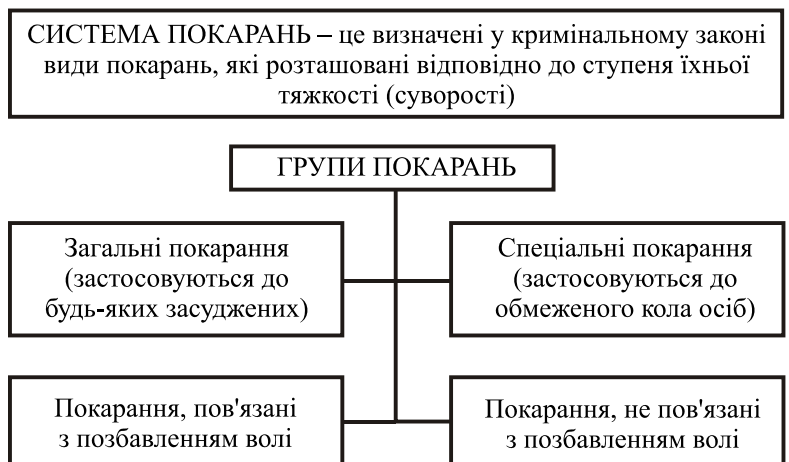 СИСТЕМА ПОКАРАНЬ – це визначені у кримінальному законі
види покарань, які розташовані відповідно до ступеня їхньої
тяжкості (суворості)
ГРУПИ ПОКАРАНЬ
Загальні покарання
(застосовуються до
будь-яких засуджених)
Спеціальні покарання
(застосовуються до
обмеженого кола осіб)
Покарання, пов'язані
з позбавленням волі
Покарання, не пов'язані
з позбавленням волі